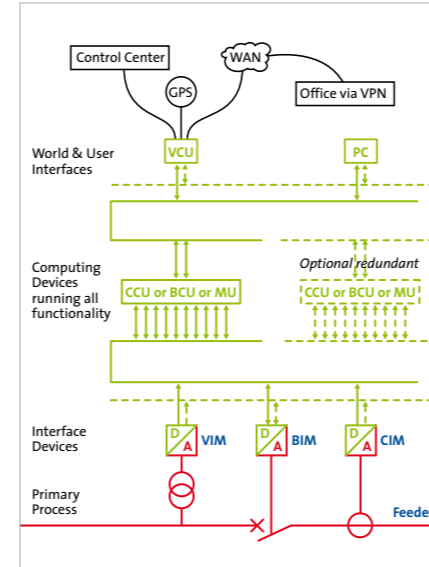 Control Center
WAN
GPS
Office via VPN
World & User
Interfaces
VCU
PC
Optional redundant
Computing
Devices
running all
functionality
CCU or BCU or MU
CCU or BCU or MU
Interface
Devices
D
A
VIM
D
A
BIM
D
A
CIM
Primary
Process
Feede